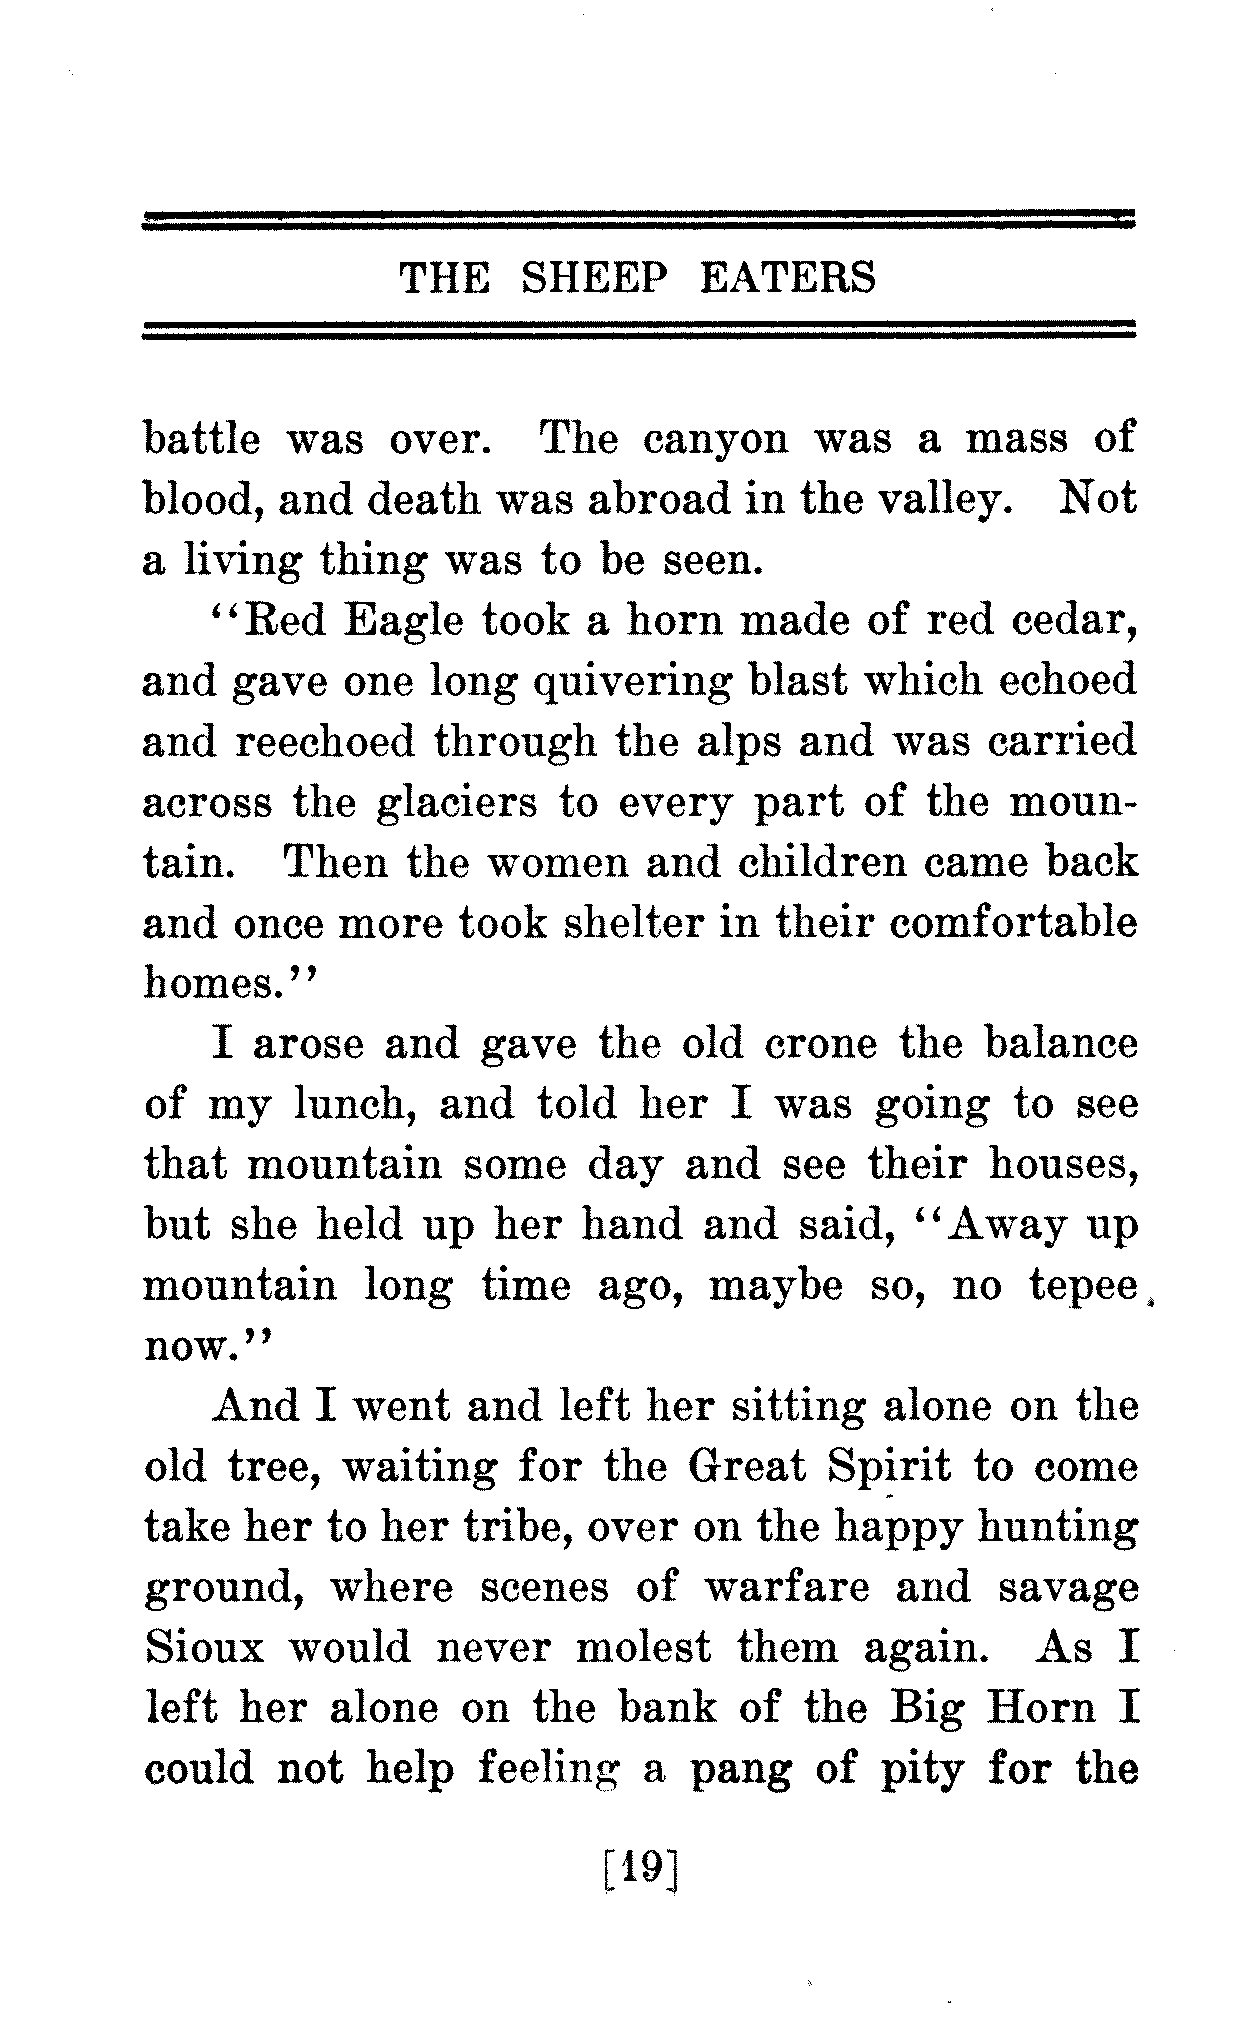 THE SHEEP EATERS
battle was over. The canyon was a mass of
blood, and death was abroad in the valley. Not
a living thing was to be seen.
"Red Eagle took a horn made of red cedar,
and gave one long quivering blast which echoed
and reechoed through the alps and was carried
across the glaciers to every part of the moun-
tain. Then the women and children came back
and once more took shelter in their comfortable
homes."
I arose and gave the old crone the balance
of my lunch, and told her I was going to see
that mountain some day and see their houses,
but she held up her hand and said, "Away up
mountain long time ago, maybe so, no tepee
now."
And I went and left her sitting alone on the
old tree, waiting for the Great Spirit to come
take her to her tribe, over on the happy hunting
ground, where scenes of warfare and savage
Sioux would never molest them again. As I
left her alone on the bank of the Big Horn I
could not help feeling a pang of pity for the
[19]